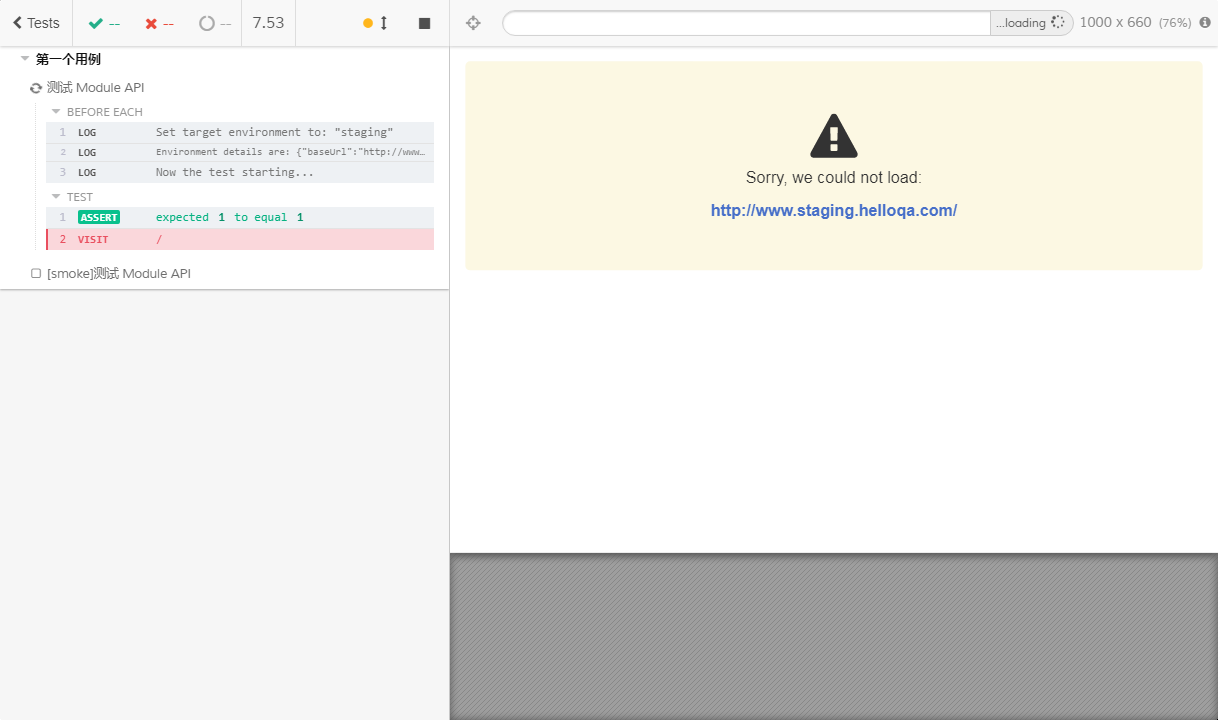 Tests -- -- -- 7.53 ...loading 1000 x 660 (76%)
第一个用例
测试 Module API
BEFORE EACH
1 LOG Set target environment to: "staging"
2 LOG Environment details are: {"baseUrl":"http://www…
3 LOG Now the test starting...
TEST
1 ASSERT expected 1 to equal 1
2 VISIT /
[smoke]测试 Module API
Sorry, we could not load:
http://www.staging.helloqa.com/